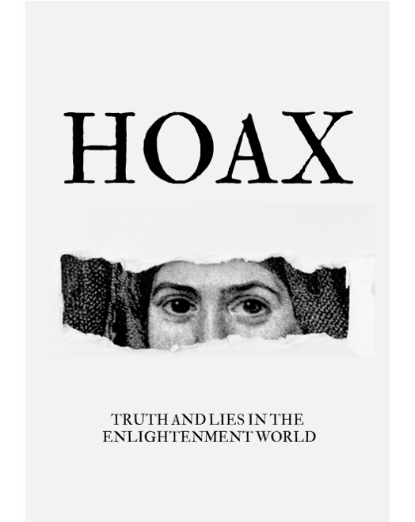 HOAX
TRUTH AND LIES IN THE
ENLIGHTENMENT WORLD